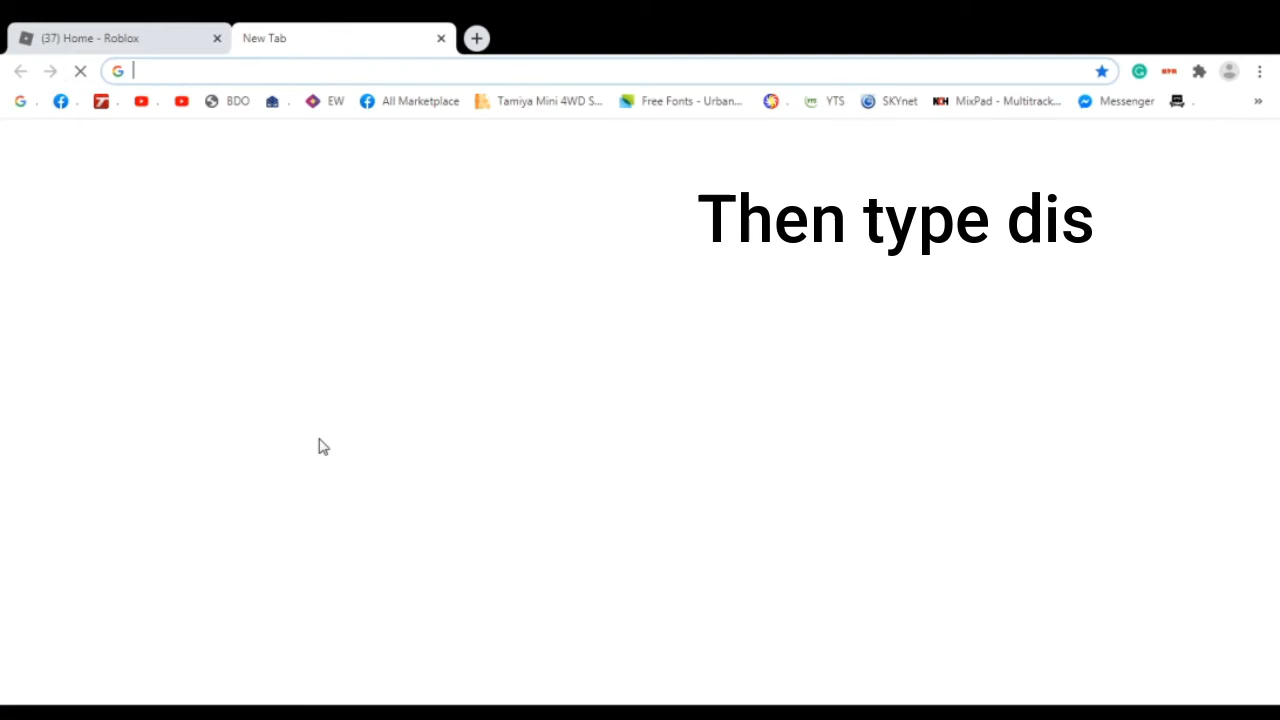 (37) Home - Roblox
New Tab
BDO
EW
All Marketplace
Tamiya Mini 4WD S...
Free Fonts - Urban...
YTS
SKYnet
MixPad - Multitrack...
Messenger
Then type dis